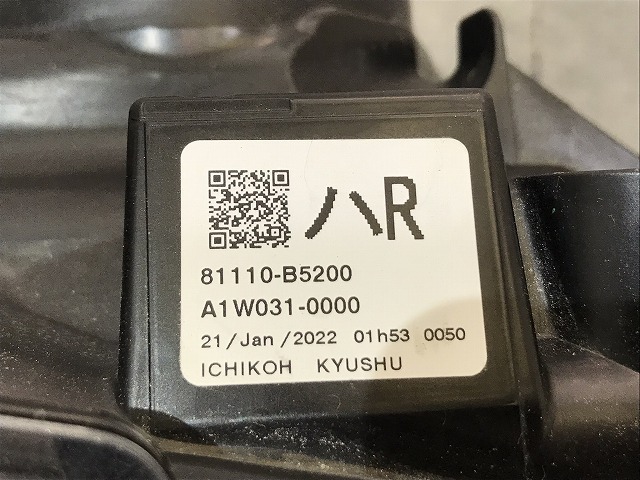 ハR
81110-B5200
A1W031-0000
21/Jan/2022 01h53 0050
ICHIKOH KYUSHU